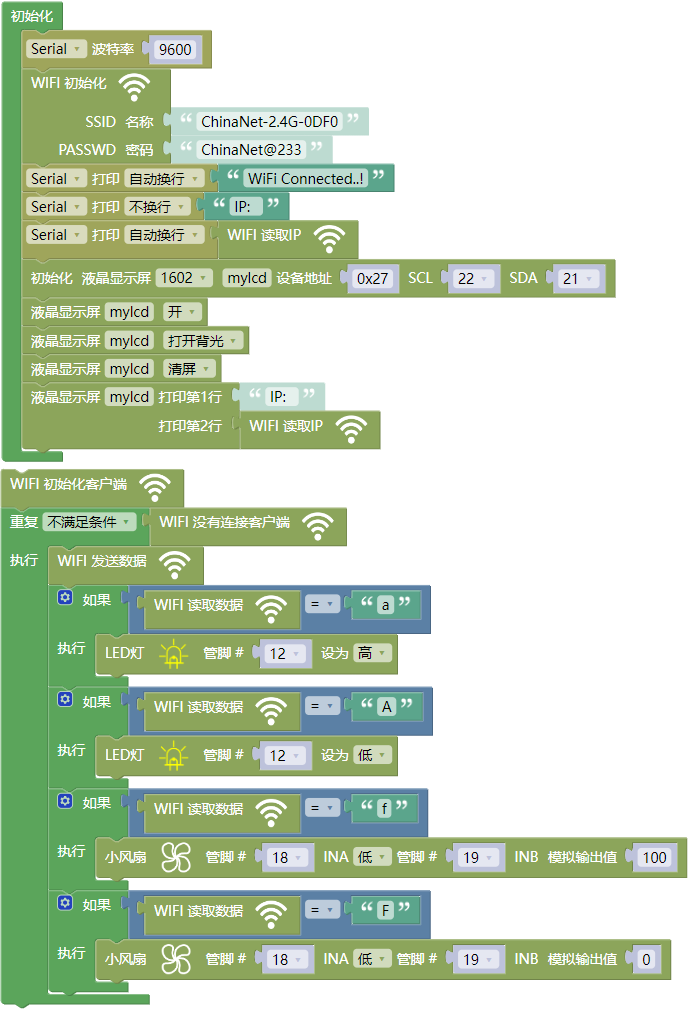 初始化
Serial 波特率 9600
WIFI 初始化
SSID 名称 “ ChinaNet-2.4G-0DF0 ”
PASSWD 密码 “ ChinaNet@233 ”
Serial 打印 自动换行 “ WiFi Connected..! ”
Serial 打印 不换行 “ IP: ”
Serial 打印 自动换行 WIFI 读取IP
初始化 液晶显示屏 1602 mylcd 设备地址 0x27 SCL 22 SDA 21
液晶显示屏 mylcd 开
液晶显示屏 mylcd 打开背光
液晶显示屏 mylcd 清屏
液晶显示屏 mylcd 打印第1行 “ IP: ”
打印第2行 WIFI 读取IP
WIFI 初始化客户端
重复 不满足条件 WIFI 没有连接客户端
执行 WIFI 发送数据
如果 WIFI 读取数据 = “ a ”
执行 LED灯 管脚 # 12 设为 高
如果 WIFI 读取数据 = “ A ”
执行 LED灯 管脚 # 12 设为 低
如果 WIFI 读取数据 = “ f ”
执行 小风扇 管脚 # 18 INA 低 管脚 # 19 INB 模拟输出值 100
如果 WIFI 读取数据 = “ F ”
执行 小风扇 管脚 # 18 INA 低 管脚 # 19 INB 模拟输出值 0